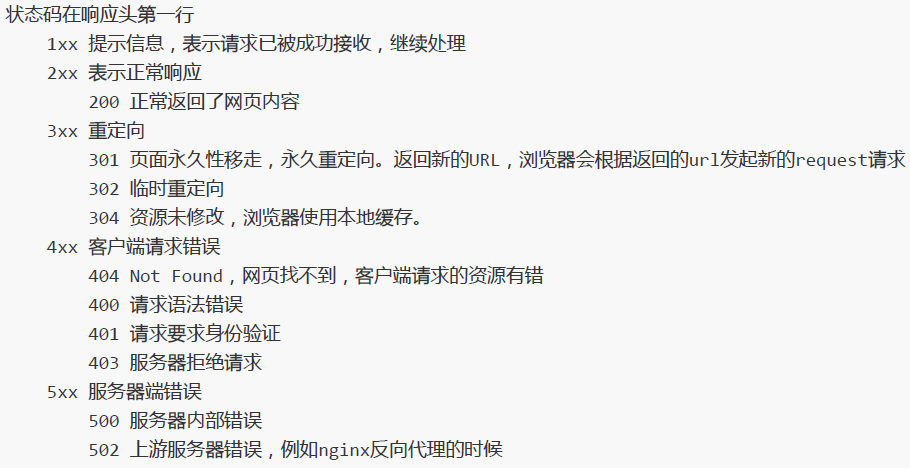 状态码在响应头第一行
1xx 提示信息，表示请求已被成功接收，继续处理
2xx 表示正常响应
200 正常返回了网页内容
3xx 重定向
301 页面永久性移走，永久重定向。返回新的URL，浏览器会根据返回的url发起新的request请求
302 临时重定向
304 资源未修改，浏览器使用本地缓存。
4xx 客户端请求错误
404 Not Found，网页找不到，客户端请求的资源有错
400 请求语法错误
401 请求要求身份验证
403 服务器拒绝请求
5xx 服务器端错误
500 服务器内部错误
502 上游服务器错误，例如nginx反向代理的时候